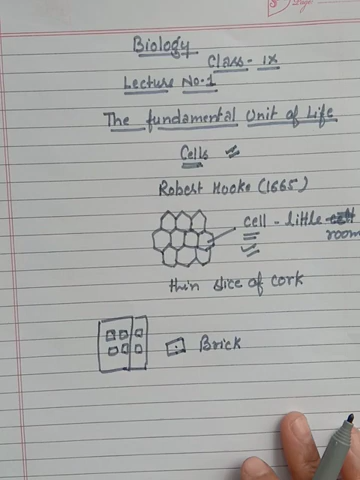 Biology
Class - IX
Lecture No.1
The fundamental Unit of Life
Cells
Robert Hooke (1665)
cell - little
room
thin slice of cork
Brick